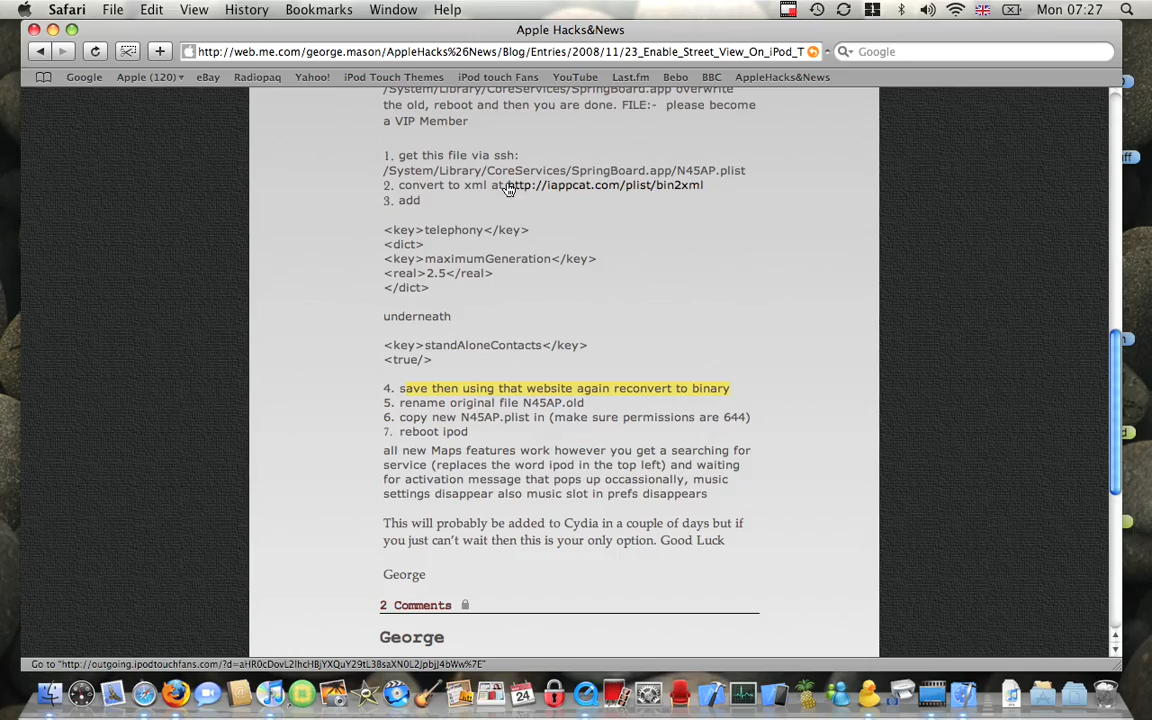 Safari File Edit View History Bookmarks Window Help Mon 07:27
Apple Hacks&News
http://web.me.com/george.mason/AppleHacks%26News/Blog/Entries/2008/11/23_Enable_Street_View_On_iPod_T Google
Google Apple (120) eBay Radiopaq Yahoo! iPod Touch Themes iPod touch Fans YouTube Last.fm Bebo BBC AppleHacks&News
/System/Library/CoreServices/SpringBoard.app overwrite
the old, reboot and then you are done. FILE:- please become
a VIP Member
1. get this file via ssh:
/System/Library/CoreServices/SpringBoard.app/N45AP.plist
2. convert to xml at http://iappcat.com/plist/bin2xml
3. add
<key>telephony</key>
<dict>
<key>maximumGeneration</key>
<real>2.5</real>
</dict>
underneath
<key>standAloneContacts</key>
<true/>
4. save then using that website again reconvert to binary
5. rename original file N45AP.old
6. copy new N45AP.plist in (make sure permissions are 644)
7. reboot ipod
all new Maps features work however you get a searching for
service (replaces the word ipod in the top left) and waiting
for activation message that pops up occassionally, music
settings disappear also music slot in prefs disappears
This will probably be added to Cydia in a couple of days but if
you just can't wait then this is your only option. Good Luck
George
2 Comments
George
24